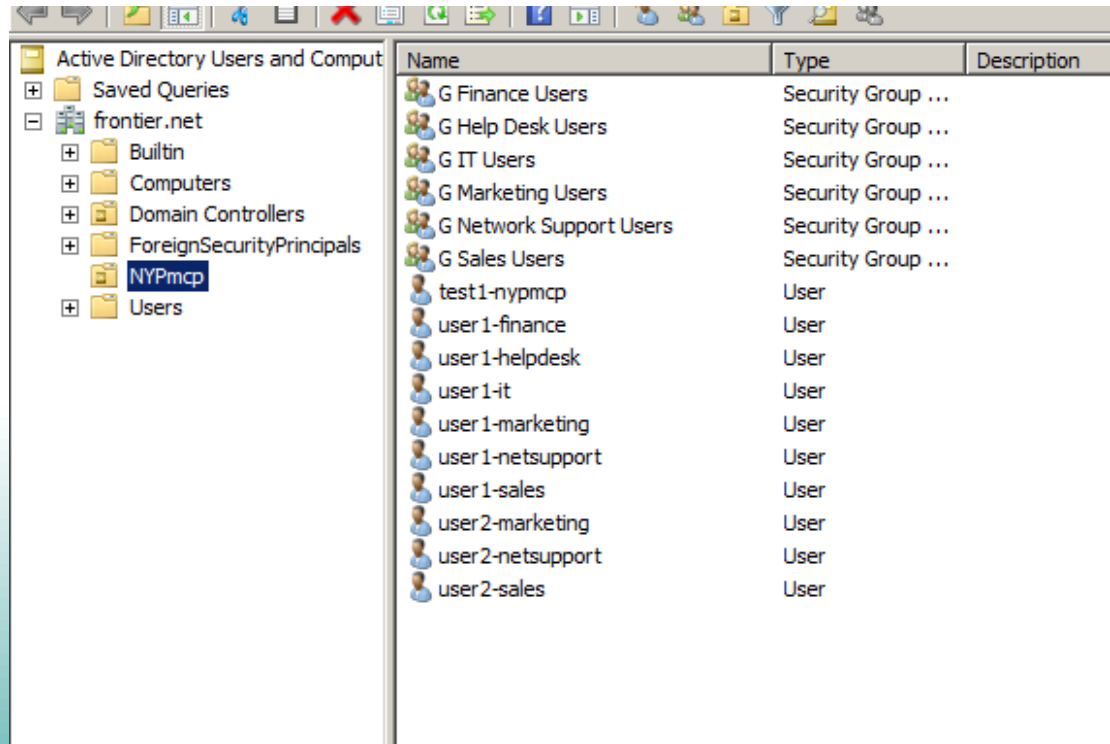 Active Directory Users and Comput
Saved Queries
frontier.net
Builtin
Computers
Domain Controllers
ForeignSecurityPrincipals
NYPmcp
Users
Name Type Description
G Finance Users Security Group ...
G Help Desk Users Security Group ...
G IT Users Security Group ...
G Marketing Users Security Group ...
G Network Support Users Security Group ...
G Sales Users Security Group ...
test1-nypmcp User
user1-finance User
user1-helpdesk User
user1-it User
user1-marketing User
user1-netsupport User
user1-sales User
user2-marketing User
user2-netsupport User
user2-sales User